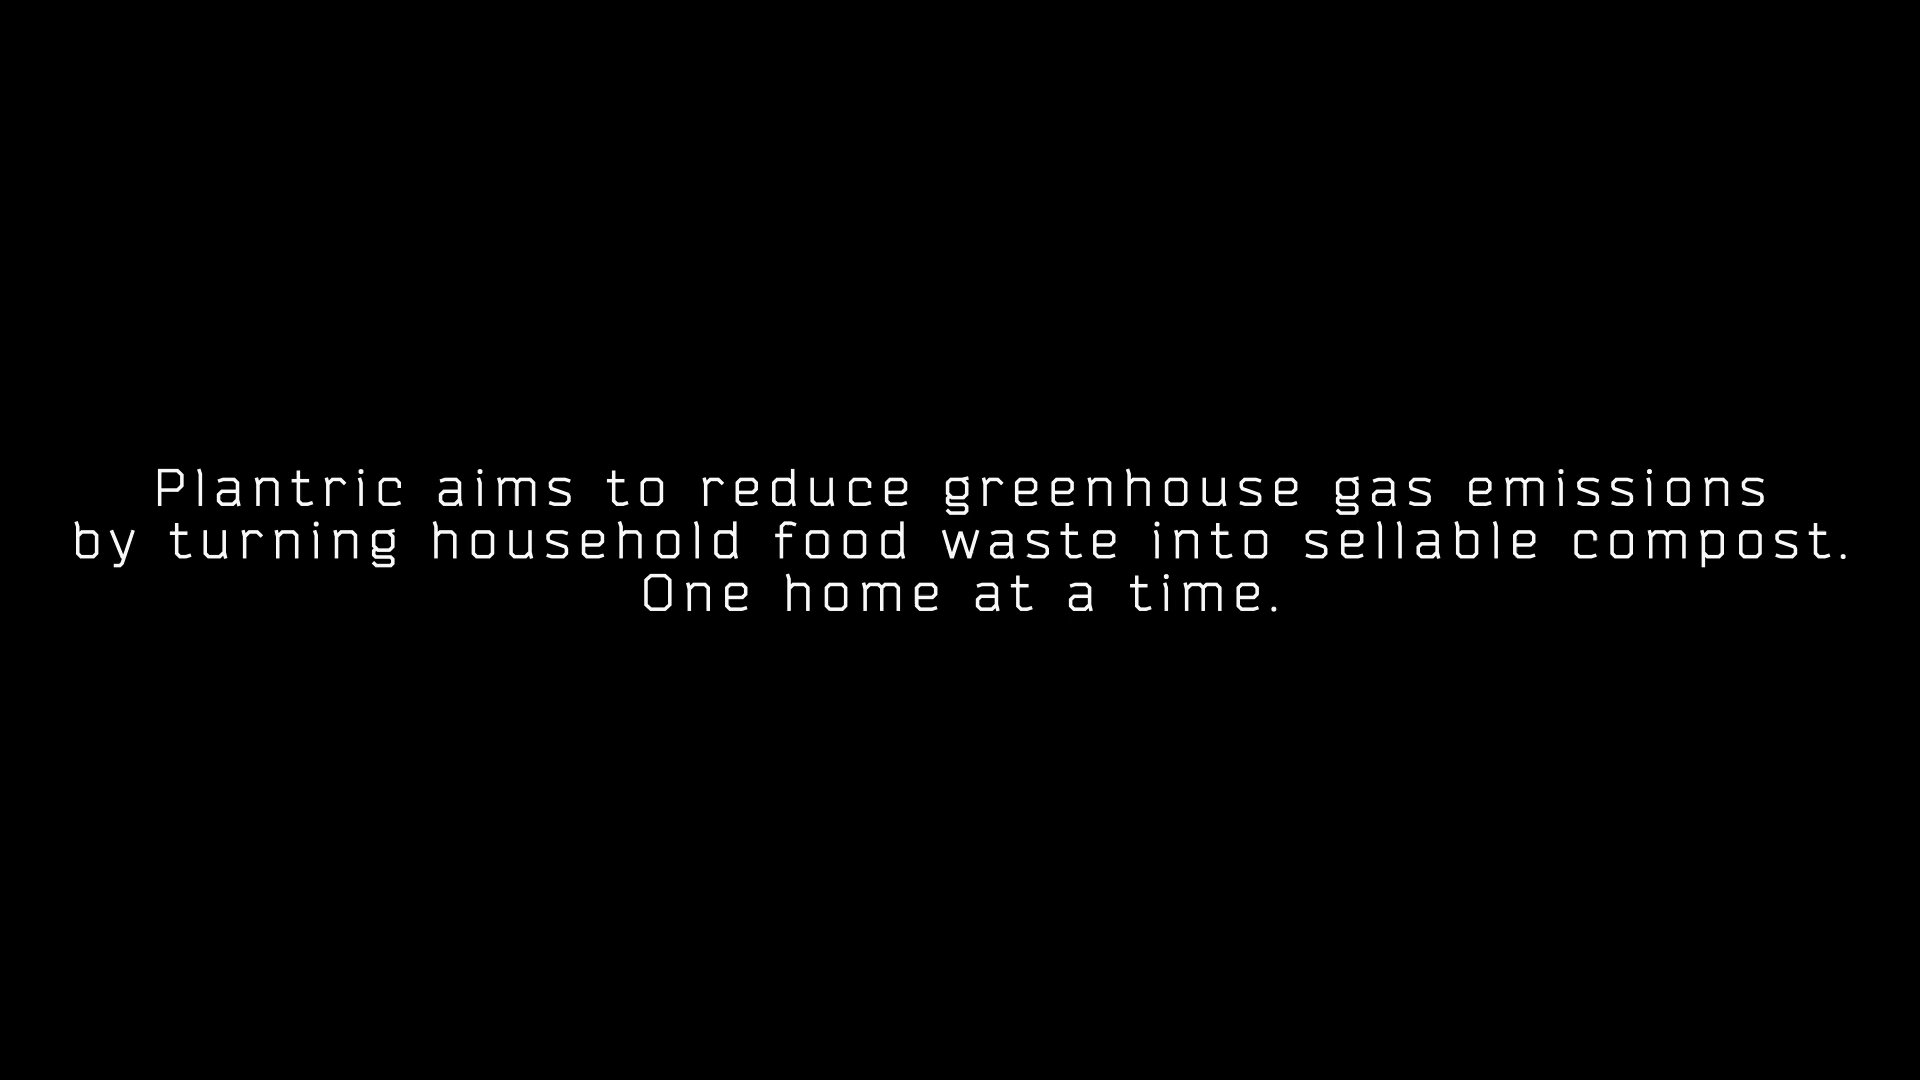 Plantric aims to reduce greenhouse gas emissions
by turning household food waste into sellable compost.
One home at a time.